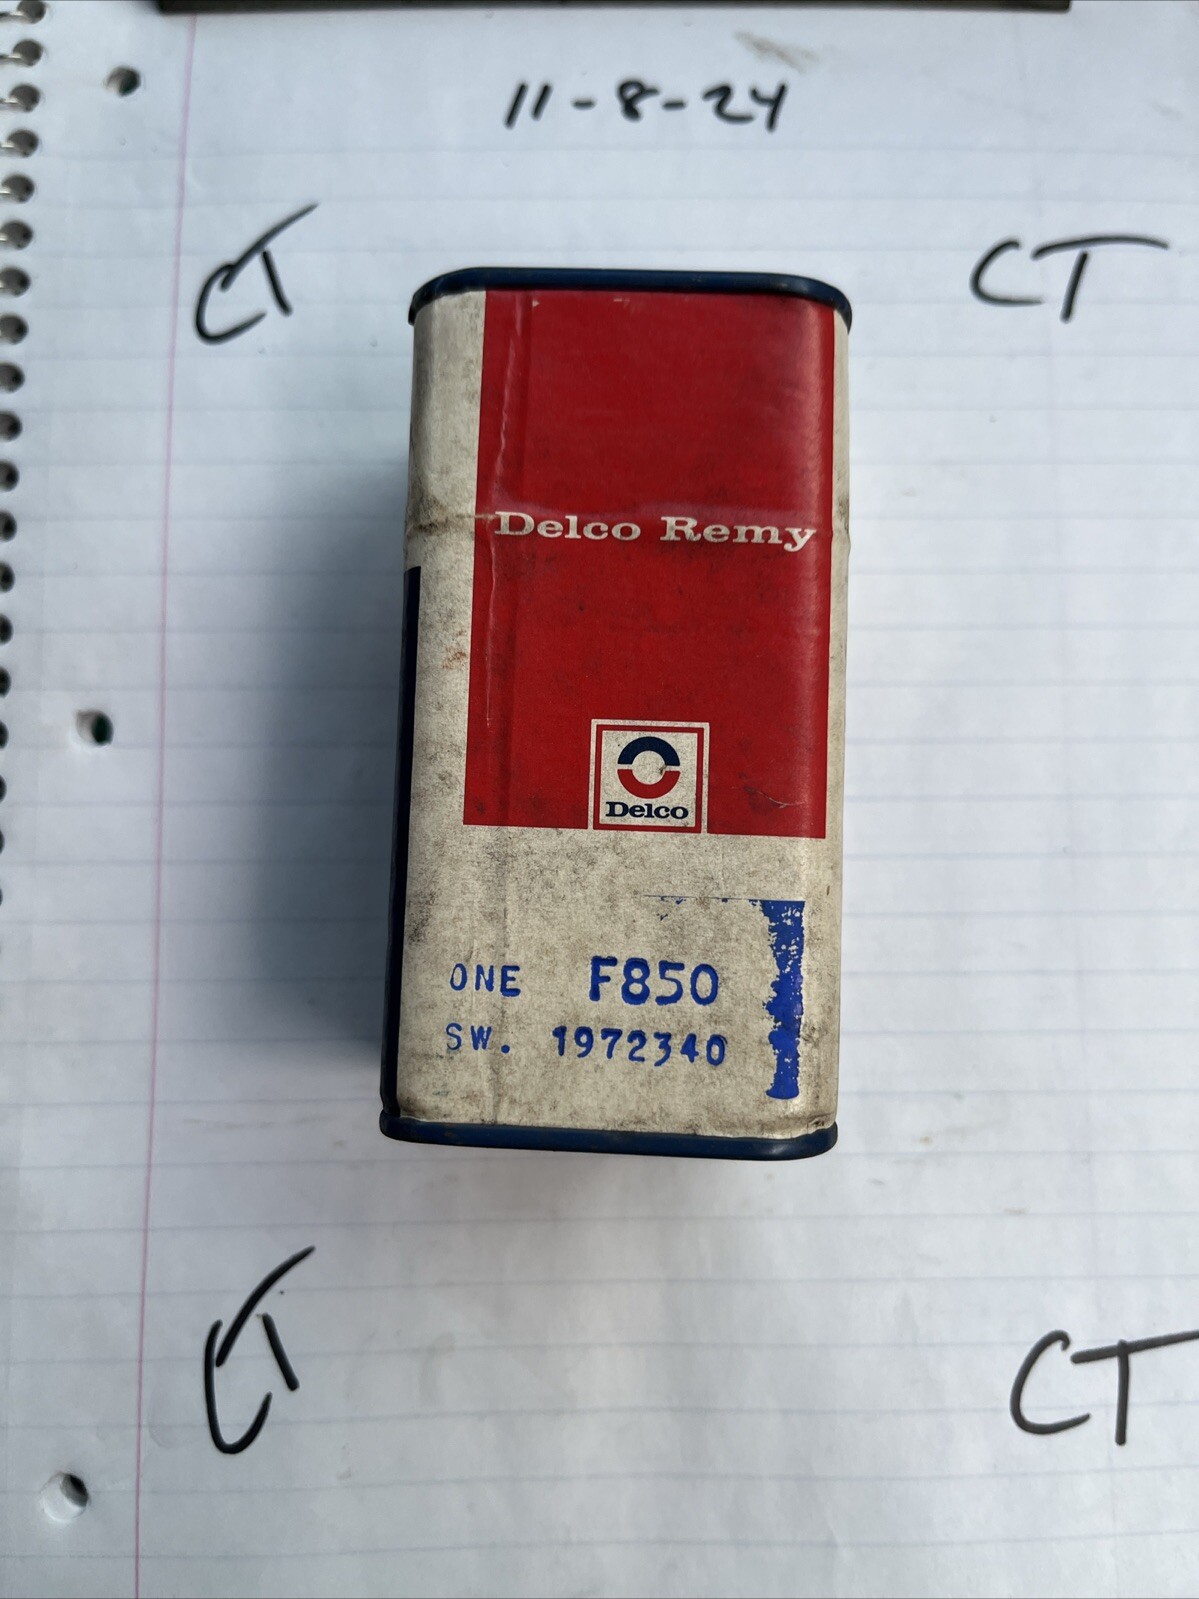 11-8-24
CT
CT
Delco Remy
Delco
ONE F850
SW. 1972340
CT
CT